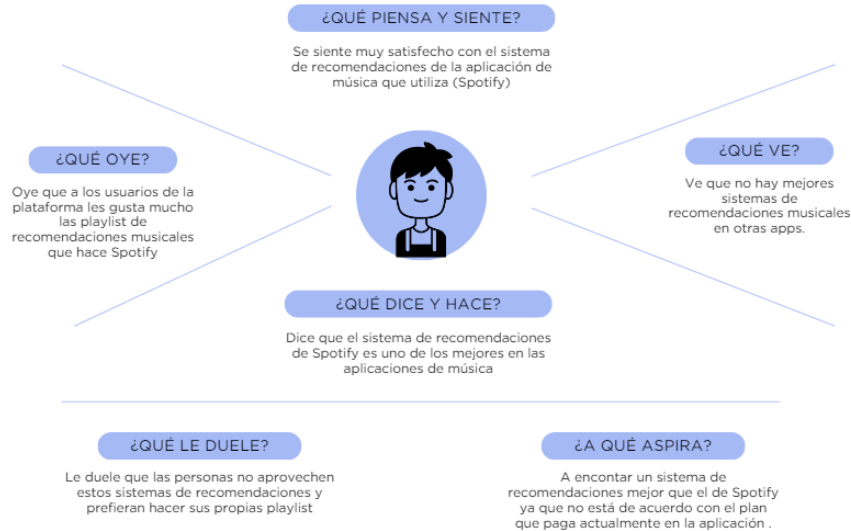 ¿QUÉ PIENSA Y SIENTE?
Se siente muy satisfecho con el sistema
de recomendaciones de la aplicación de
música que utiliza (Spotify)
¿QUÉ OYE?
Oye que a los usuarios de la
plataforma les gusta mucho
las playlist de
recomendaciones musicales
que hace Spotify
¿QUÉ VE?
Ve que no hay mejores
sistemas de
recomendaciones musicales
en otras apps.
¿QUÉ DICE Y HACE?
Dice que el sistema de recomendaciones
de Spotify es uno de los mejores en las
aplicaciones de música
¿QUÉ LE DUELE?
Le duele que las personas no aprovechen
estos sistemas de recomendaciones y
prefieran hacer sus propias playlist
¿A QUÉ ASPIRA?
A encontar un sistema de
recomendaciones mejor que el de Spotify
ya que no está de acuerdo con el plan
que paga actualmente en la aplicación .